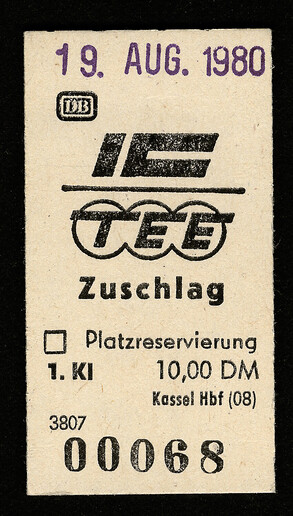 19. AUG. 1980
DB
IC
TEE
Zuschlag
Platzreservierung
1. Kl 10,00 DM
Kassel Hbf (08)
3807
00068